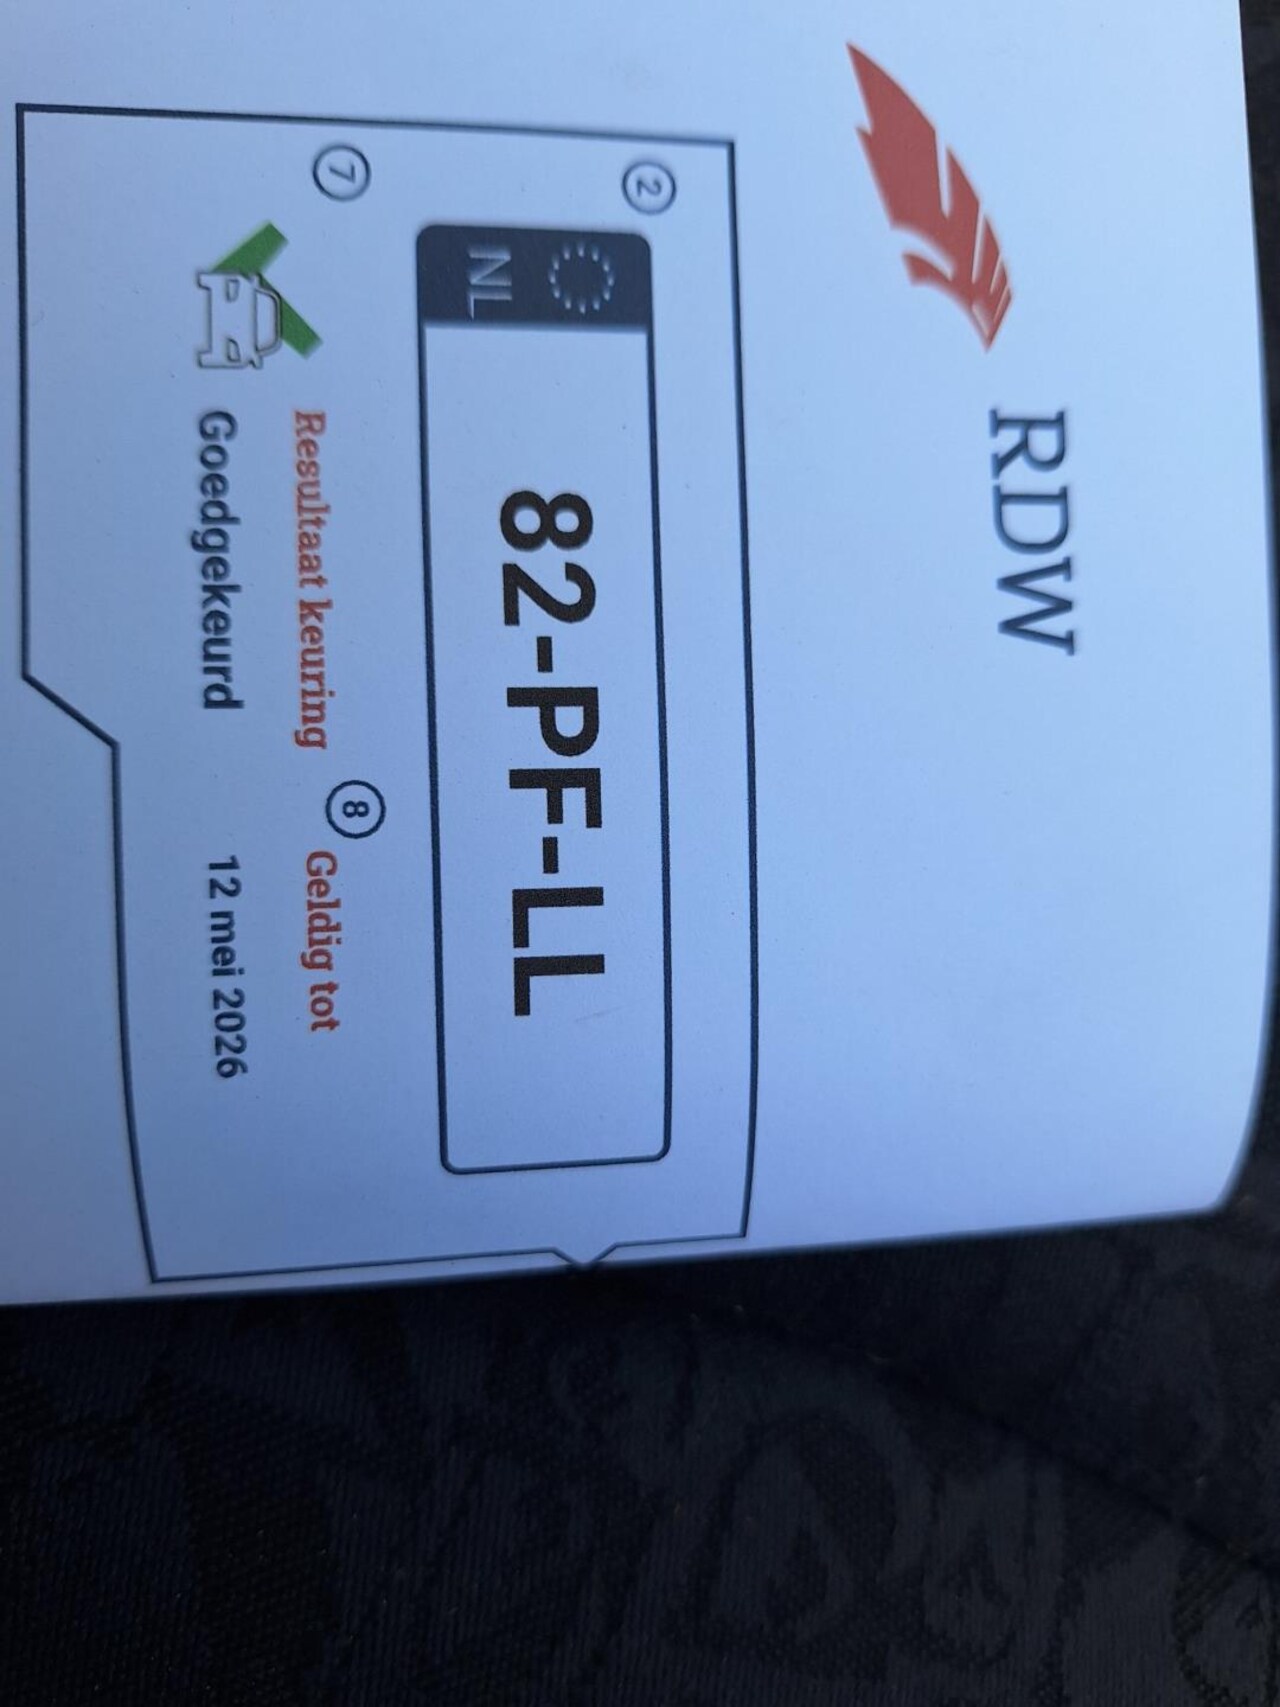 RDW
2
NL 82-PF-LL
7 Resultaat keuring 8 Geldig tot
Goedgekeurd 12 mei 2026